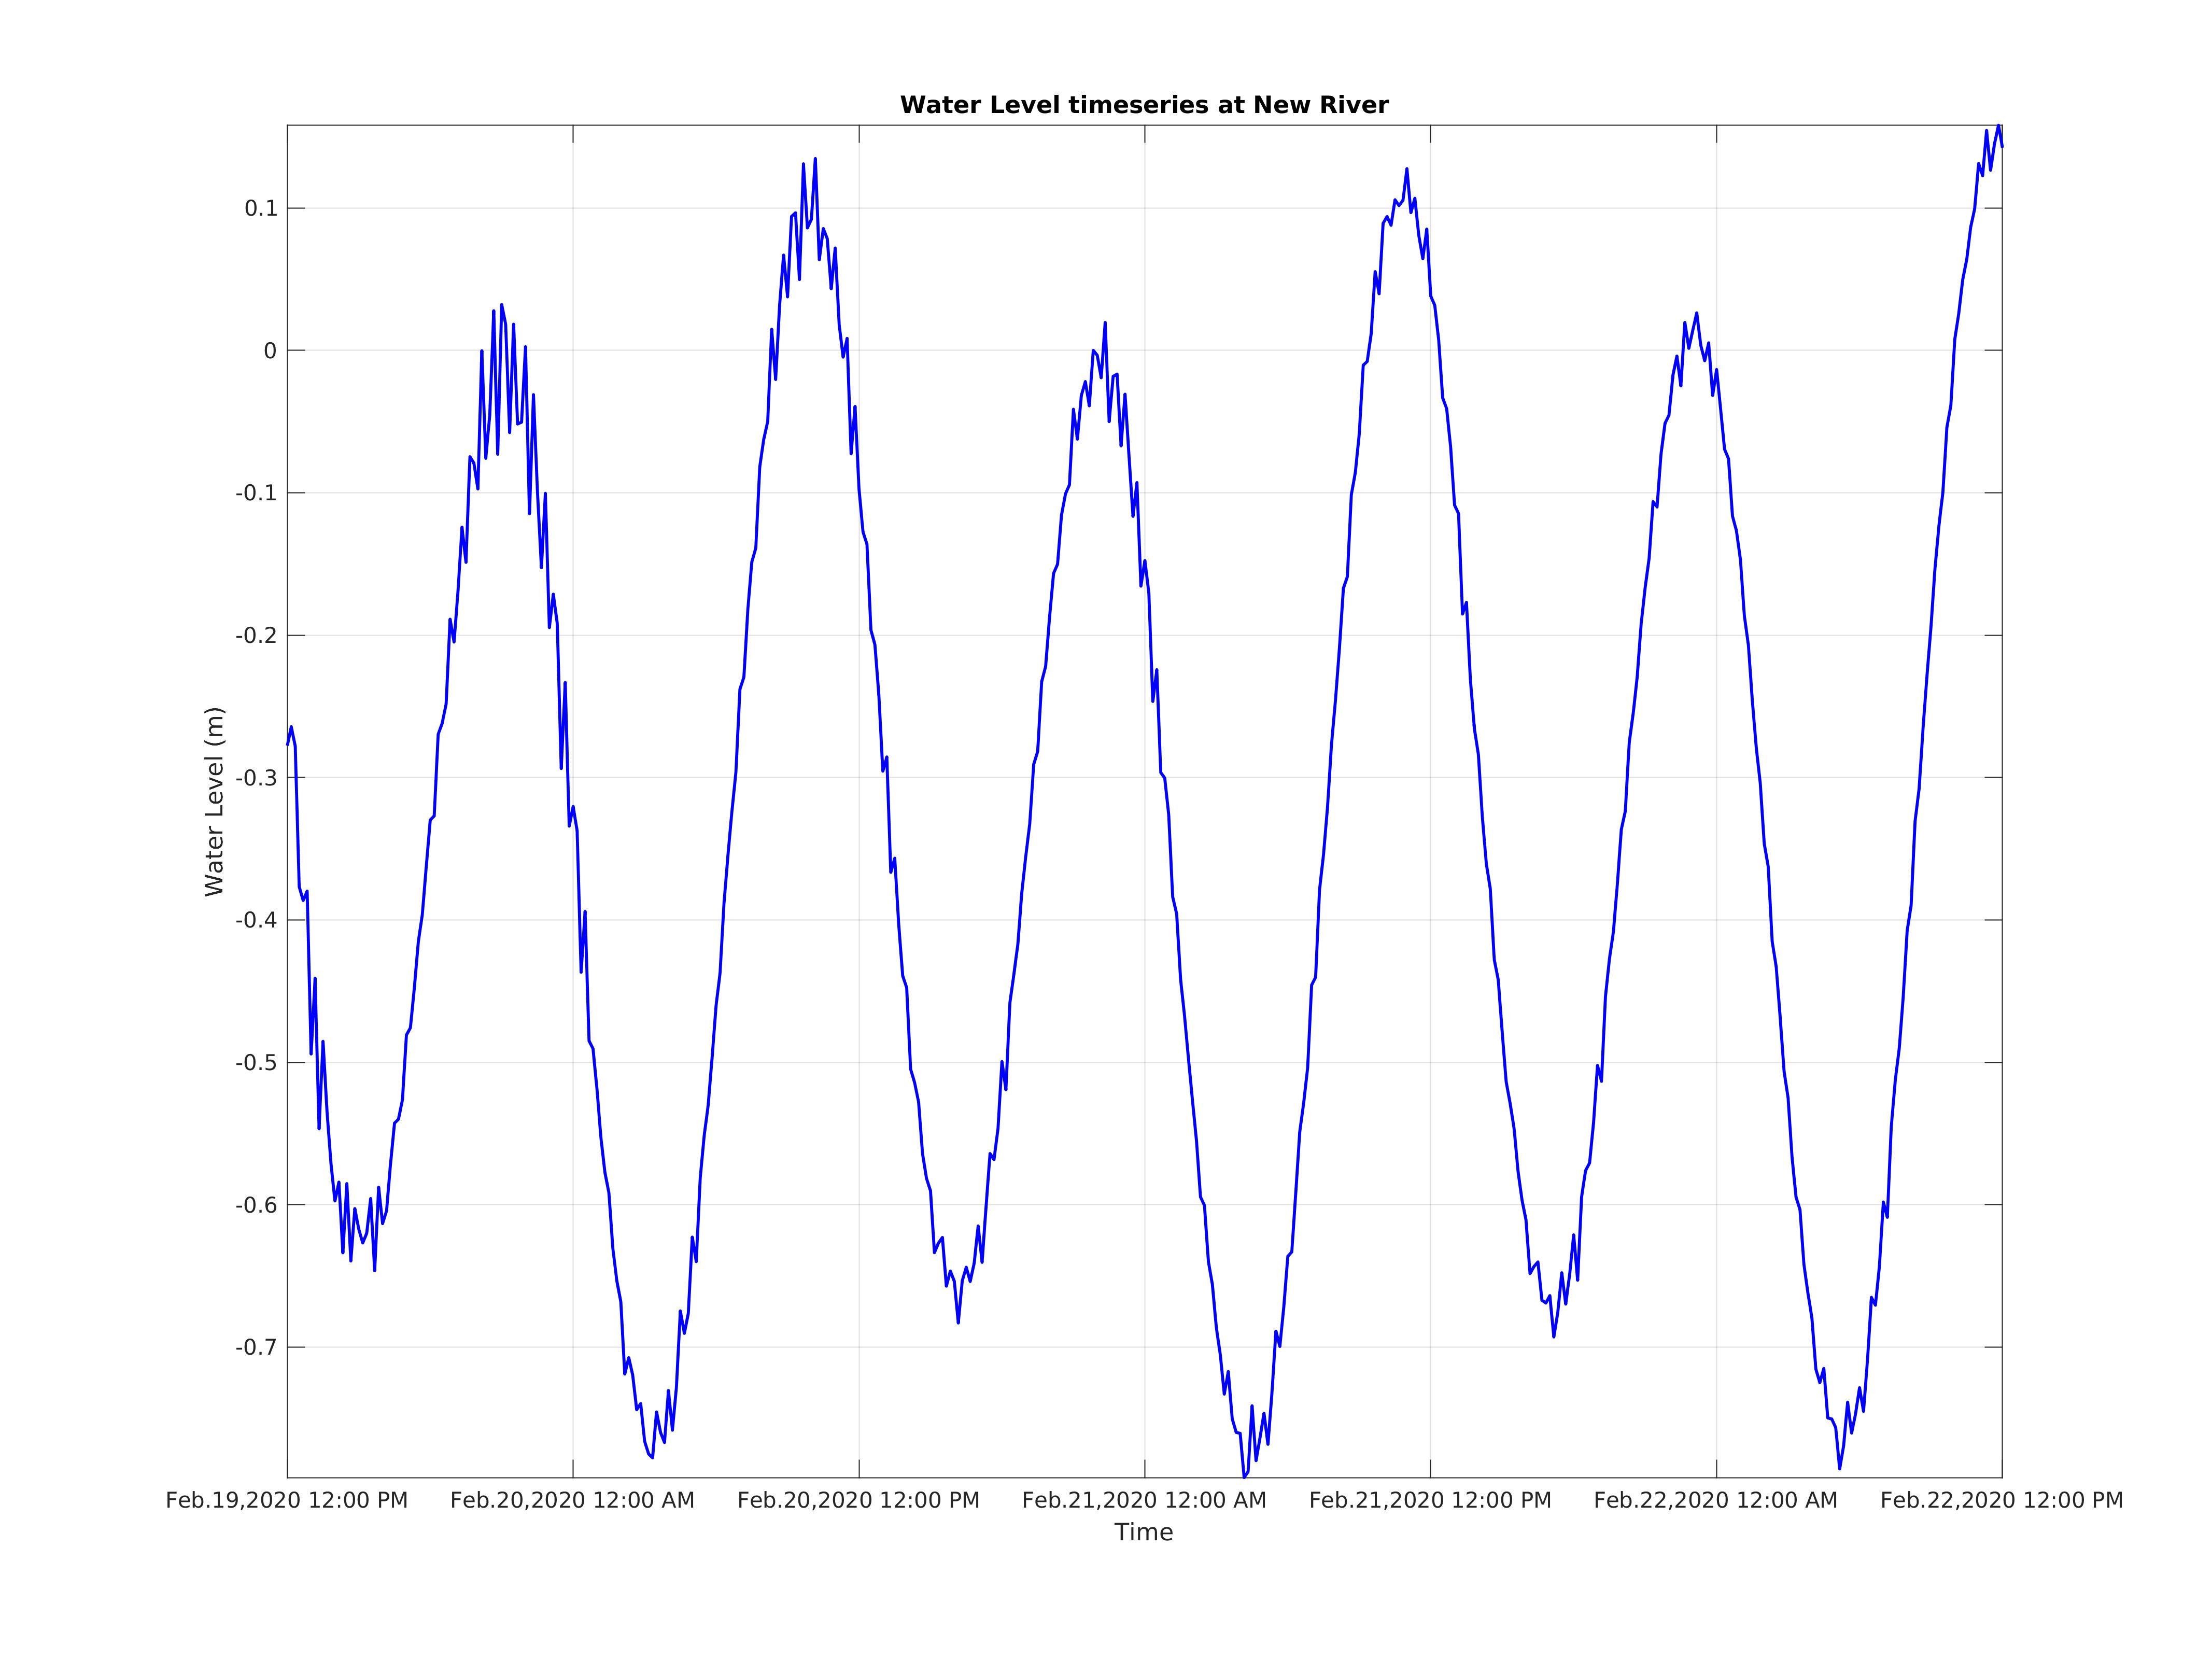 Water Level timeseries at New River
0.1
0
-0.1
-0.2
-0.3
-0.4
-0.5
-0.6
-0.7
Water Level (m)
Feb.19,2020 12:00 PM
Feb.20,2020 12:00 AM
Feb.20,2020 12:00 PM
Feb.21,2020 12:00 AM
Feb.21,2020 12:00 PM
Feb.22,2020 12:00 AM
Feb.22,2020 12:00 PM
Time